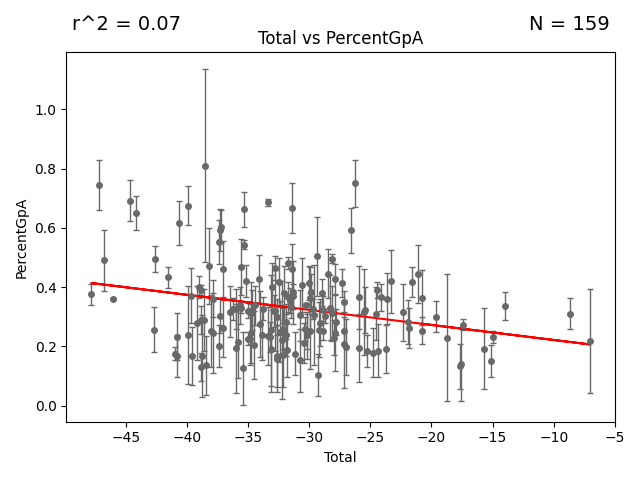 r^2 = 0.07
N = 159
Total vs PercentGpA
PercentGpA
1.0
0.8
0.6
0.4
0.2
0.0
−45 −40 −35 −30 −25 −20 −15 −10 −5
Total